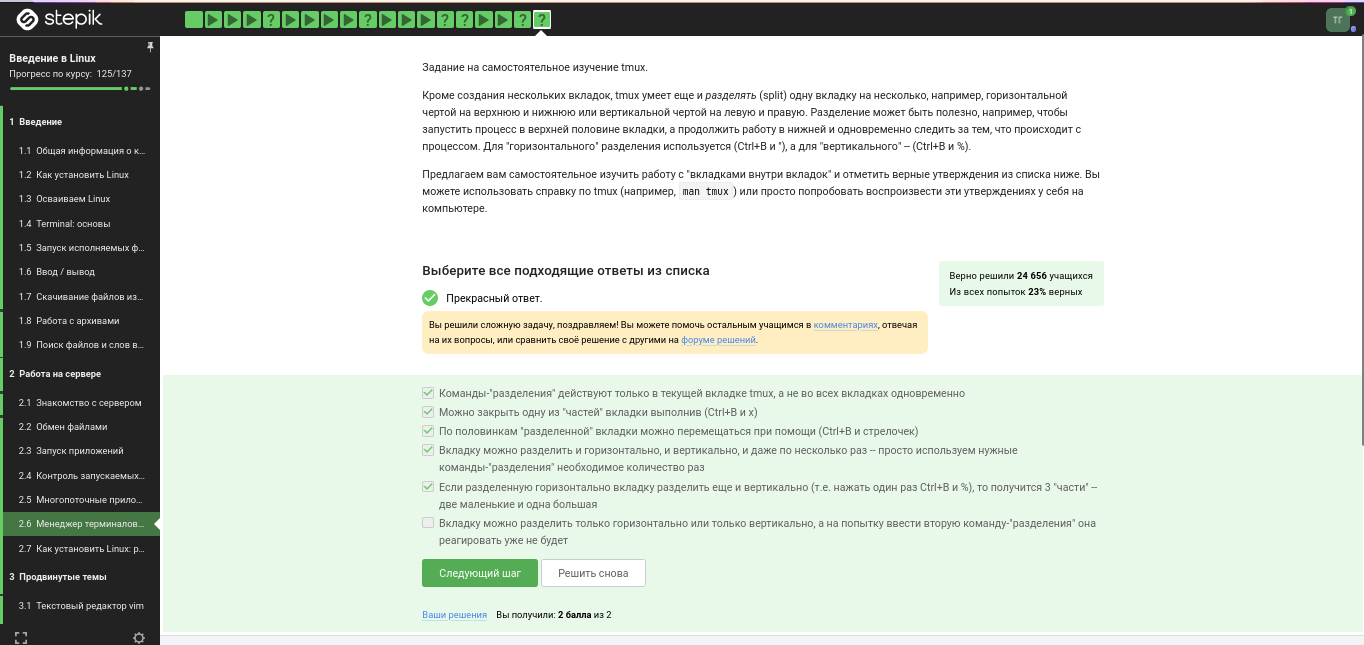 stepik
? ? ? ? ? ?
ТГ
1
Введение в Linux
Прогресс по курсу: 125/137
1 Введение
1.1 Общая информация о к...
1.2 Как установить Linux
1.3 Осваиваем Linux
1.4 Terminal: основы
1.5 Запуск исполняемых ф...
1.6 Ввод / вывод
1.7 Скачивание файлов из...
1.8 Работа с архивами
1.9 Поиск файлов и слов в...
2 Работа на сервере
2.1 Знакомство с сервером
2.2 Обмен файлами
2.3 Запуск приложений
2.4 Контроль запускаемых...
2.5 Многопоточные прило...
2.6 Менеджер терминалов...
2.7 Как установить Linux: р...
3 Продвинутые темы
3.1 Текстовый редактор vim
Задание на самостоятельное изучение tmux.
Кроме создания нескольких вкладок, tmux умеет еще и разделять (split) одну вкладку на несколько, например, горизонтальной
чертой на верхнюю и нижнюю или вертикальной чертой на левую и правую. Разделение может быть полезно, например, чтобы
запустить процесс в верхней половине вкладки, а продолжить работу в нижней и одновременно следить за тем, что происходит с
процессом. Для "горизонтального" разделения используется (Ctrl+B и "), а для "вертикального" -- (Ctrl+B и %).
Предлагаем вам самостоятельно изучить работу с "вкладками внутри вкладок" и отметить верные утверждения из списка ниже. Вы
можете использовать справку по tmux (например, man tmux ) или просто попробовать воспроизвести эти утверждениях у себя на
компьютере.
Выберите все подходящие ответы из списка
Верно решили 24 656 учащихся
Из всех попыток 23% верных
Прекрасный ответ.
Вы решили сложную задачу, поздравляем! Вы можете помочь остальным учащимся в комментариях, отвечая
на их вопросы, или сравнить своё решение с другими на форуме решений.
Команды-"разделения" действуют только в текущей вкладке tmux, а не во всех вкладках одновременно
Можно закрыть одну из "частей" вкладки выполнив (Ctrl+B и x)
По половинкам "разделенной" вкладки можно перемещаться при помощи (Ctrl+B и стрелочек)
Вкладку можно разделить и горизонтально, и вертикально, и даже по несколько раз -- просто используем нужные
команды-"разделения" необходимое количество раз
Если разделенную горизонтально вкладку разделить еще и вертикально (т.е. нажать один раз Ctrl+B и %), то получится 3 "части" --
две маленькие и одна большая
Вкладку можно разделить только горизонтально или только вертикально, а на попытку ввести вторую команду-"разделения" она
реагировать уже не будет
Следующий шаг
Решить снова
Ваши решения Вы получили: 2 балла из 2